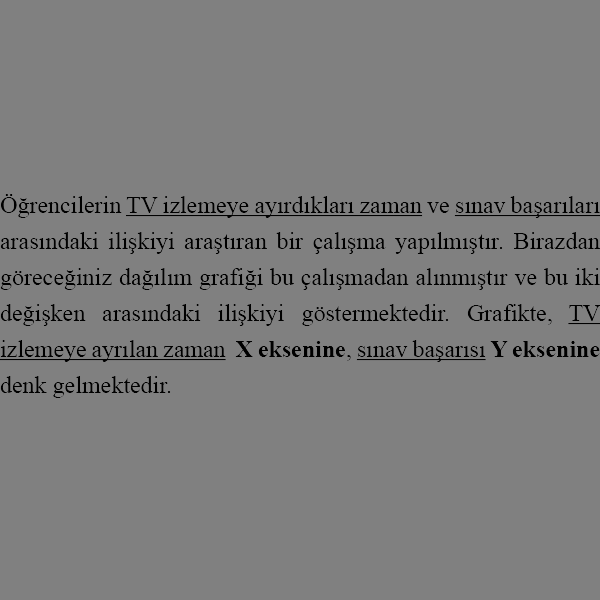 Öğrencilerin TV izlemeye ayırdıkları zaman ve sınav başarıları
arasındaki ilişkiyi araştıran bir çalışma yapılmıştır. Birazdan
göreceğiniz dağılım grafiği bu çalışmadan alınmıştır ve bu iki
değişken arasındaki ilişkiyi göstermektedir. Grafikte, TV
izlemeye ayrılan zaman X eksenine, sınav başarısı Y eksenine
denk gelmektedir.